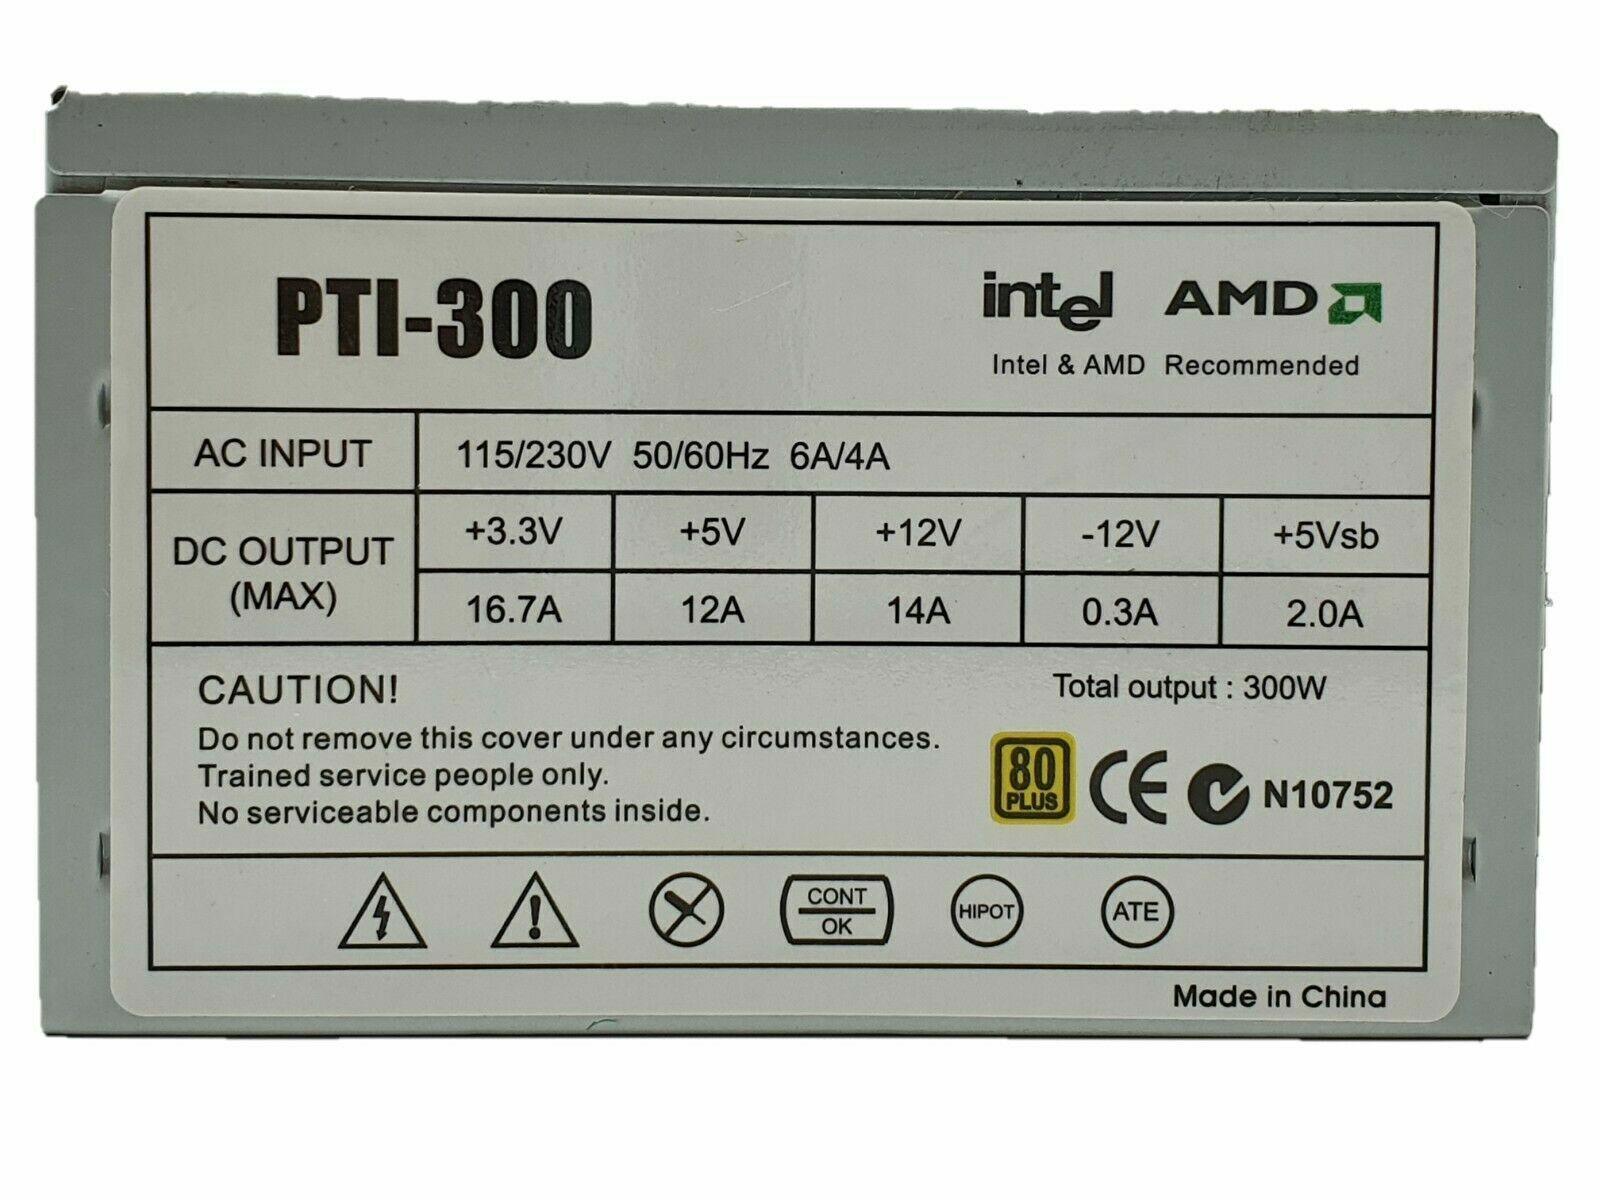 PTI-300
intel AMD
Intel & AMD Recommended
AC INPUT 115/230V 50/60Hz 6A/4A
DC OUTPUT (MAX)
+3.3V +5V +12V -12V +5Vsb
16.7A 12A 14A 0.3A 2.0A
CAUTION!
Do not remove this cover under any circumstances.
Trained service people only.
No serviceable components inside.
Total output : 300W
80 PLUS CE N10752
CONT OK HIPOT ATE
Made in China